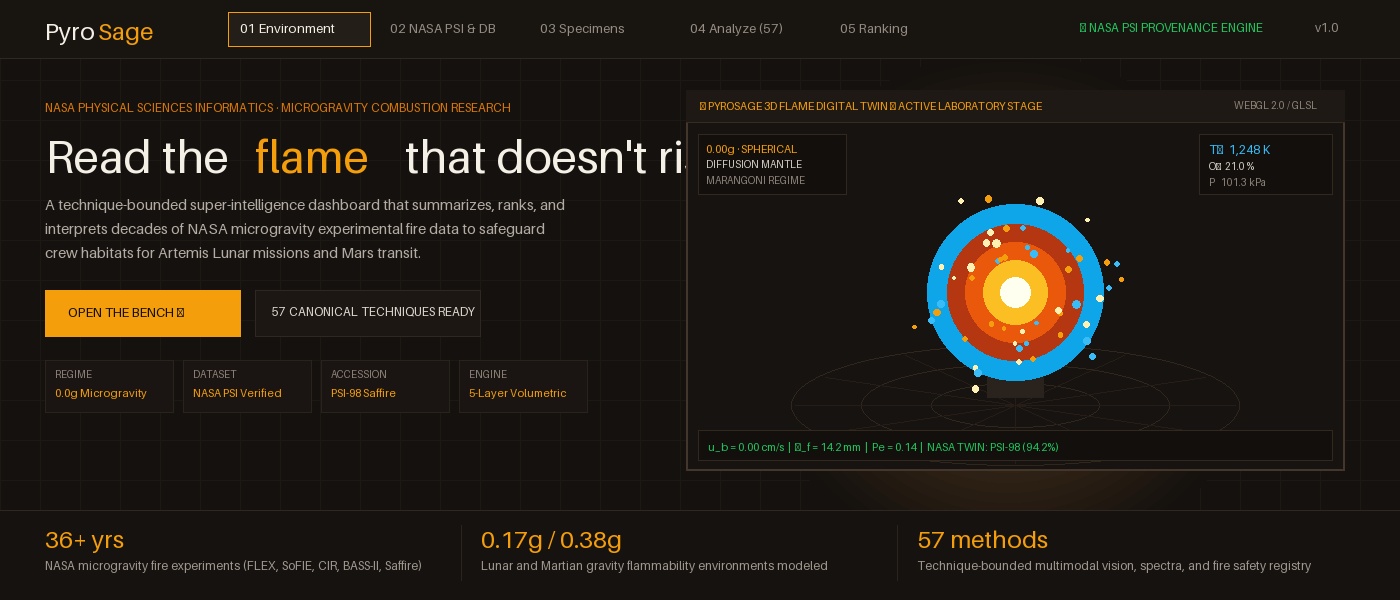 Pyro Sage
01 Environment
02 NASA PSI & DB
03 Specimens
04 Analyze (57)
05 Ranking
NASA PSI PROVENANCE ENGINE
v1.0
NASA PHYSICAL SCIENCES INFORMATICS · MICROGRAVITY COMBUSTION RESEARCH
Read the flame that doesn't ri
A technique-bounded super-intelligence dashboard that summarizes, ranks, and
interprets decades of NASA microgravity experimental fire data to safeguard
crew habitats for Artemis Lunar missions and Mars transit.
OPEN THE BENCH
57 CANONICAL TECHNIQUES READY
REGIME
0.0g Microgravity
DATASET
NASA PSI Verified
ACCESSION
PSI-98 Saffire
ENGINE
5-Layer Volumetric
PYROSAGE 3D FLAME DIGITAL TWIN ACTIVE LABORATORY STAGE
WEBGL 2.0 / GLSL
0.00g · SPHERICAL
DIFFUSION MANTLE
MARANGONI REGIME
T 1,248 K
O 21.0 %
P 101.3 kPa
u_b = 0.00 cm/s | _f = 14.2 mm | Pe = 0.14 | NASA TWIN: PSI-98 (94.2%)
36+ yrs
NASA microgravity fire experiments (FLEX, SoFIE, CIR, BASS-II, Saffire)
0.17g / 0.38g
Lunar and Martian gravity flammability environments modeled
57 methods
Technique-bounded multimodal vision, spectra, and fire safety registry